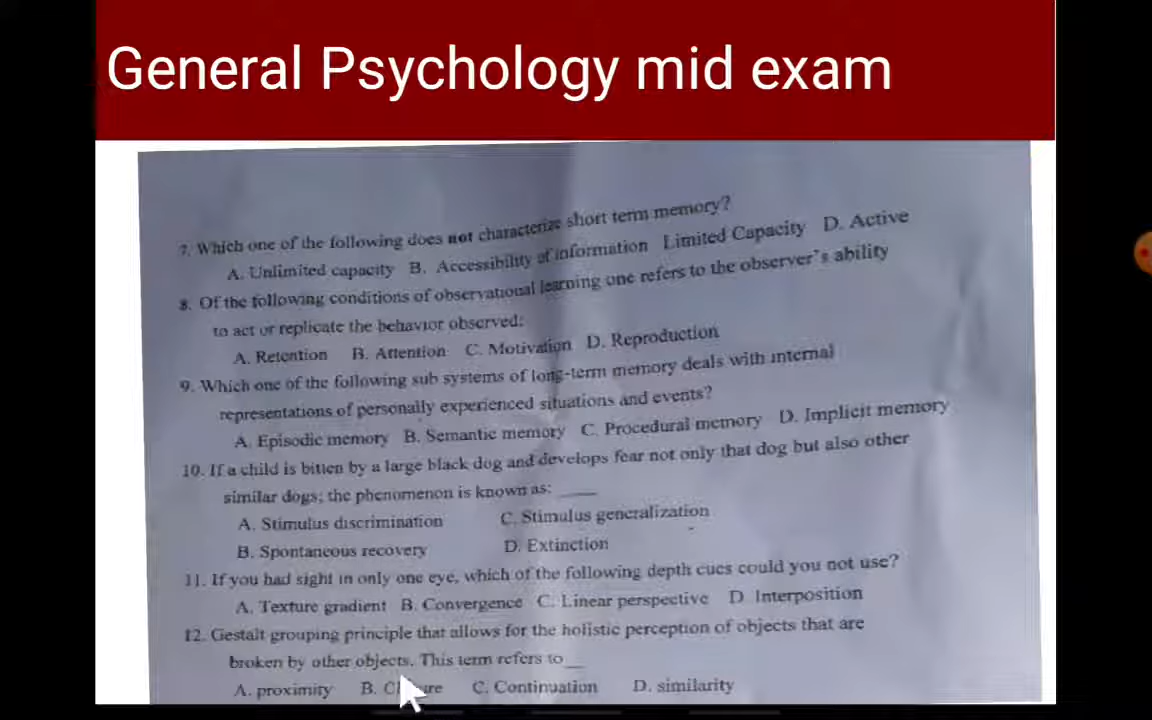 General Psychology mid exam
7. Which one of the following does not characterize short term memory?
A. Unlimited capacity B. Accessibility of information Limited Capacity D. Active
8. Of the following conditions of observational learning one refers to the observer's ability
to act or replicate the behavior observed:
A. Retention B. Attention C. Motivation D. Reproduction
9. Which one of the following sub systems of long-term memory deals with internal
representations of personally experienced situations and events?
A. Episodic memory B. Semantic memory C. Procedural memory D. Implicit memory
10. If a child is bitten by a large black dog and develops fear not only that dog but also other
similar dogs; the phenomenon is known as: ____
A. Stimulus discrimination C. Stimulus generalization
B. Spontaneous recovery D. Extinction
11. If you had sight in only one eye, which of the following depth cues could you not use?
A. Texture gradient B. Convergence C. Linear perspective D. Interposition
12. Gestalt grouping principle that allows for the holistic perception of objects that are
broken by other objects. This term refers to __
A. proximity B. C. Continuation D. similarity